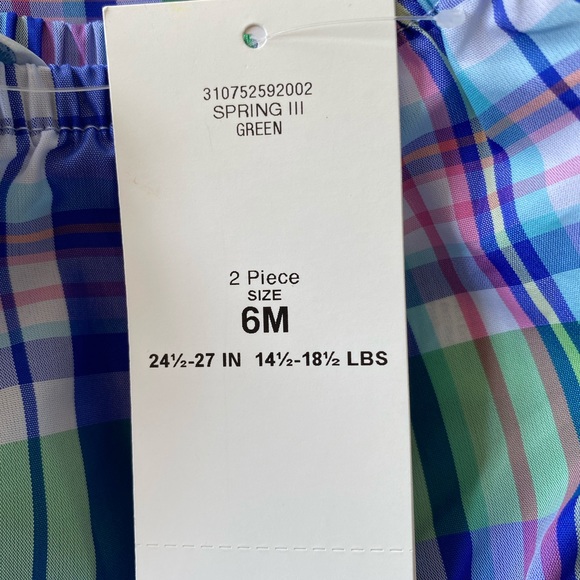 310752592002
SPRING III
GREEN
2 Piece
SIZE
6M
24½-27 IN 14½-18½ LBS